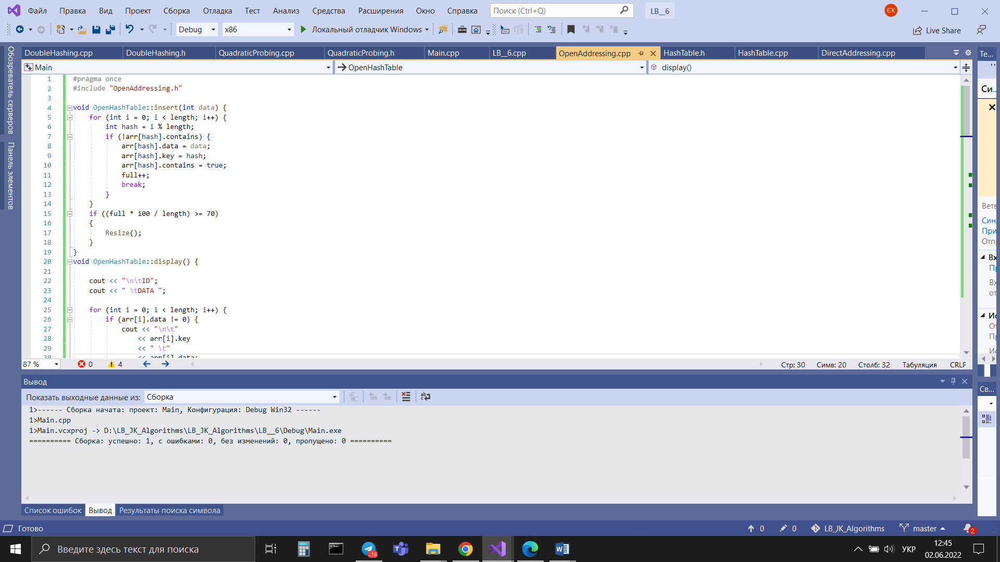 Файл Правка Вид Проект Сборка Отладка Тест Анализ Средства Расширения Окно Справка Поиск (Ctrl+Q) LB__6 ЄК
Debug x86 Локальный отладчик Windows Live Share
Обозреватель серверов
Панель элементов
DoubleHashing.cpp DoubleHashing.h QuadraticProbing.cpp QuadraticProbing.h Main.cpp LB__6.cpp OpenAddressing.cpp HashTable.h HashTable.cpp DirectAddressing.cpp Te...
Main OpenHashTable display()
1 #pragma once
2 #include "OpenAddressing.h"
3
4 void OpenHashTable::insert(int data) {
5 for (int i = 0; i < length; i++) {
6 int hash = i % length;
7 if (!arr[hash].contains) {
8 arr[hash].data = data;
9 arr[hash].key = hash;
10 arr[hash].contains = true;
11 full++;
12 break;
13 }
14 }
15 if ((full * 100 / length) >= 70)
16 {
17 Resize();
18 }
19 }
20 void OpenHashTable::display() {
21
22 cout << "\n\tID";
23 cout << " \tDATA ";
24
25 for (int i = 0; i < length; i++) {
26 if (arr[i].data != 0) {
27 cout << "\n\t"
28 << arr[i].key
29 << " \t"
30 << arr[i].data;
Си...
Ветв
Син
При
Отп
Вх
Пр
Вх
от
Ис
От
Пр
Ис
87 % 0 4 Стр: 30 Симв: 20 Столб: 32 Табуляция CRLF
Вывод
Св...
Показать выходные данные из: Сборка
1>------ Сборка начата: проект: Main, Конфигурация: Debug Win32 ------
1>Main.cpp
1>Main.vcxproj -> D:\LB_JK_Algorithms\LB_JK_Algorithms\LB__6\Debug\Main.exe
========== Сборка: успешно: 1, с ошибками: 0, без изменений: 0, пропущено: 0 ==========
Список ошибок Вывод Результаты поиска символа
Готово 0 0 LB_JK_Algorithms master 2
Введите здесь текст для поиска ..16 УКР 12:45
02.06.2022